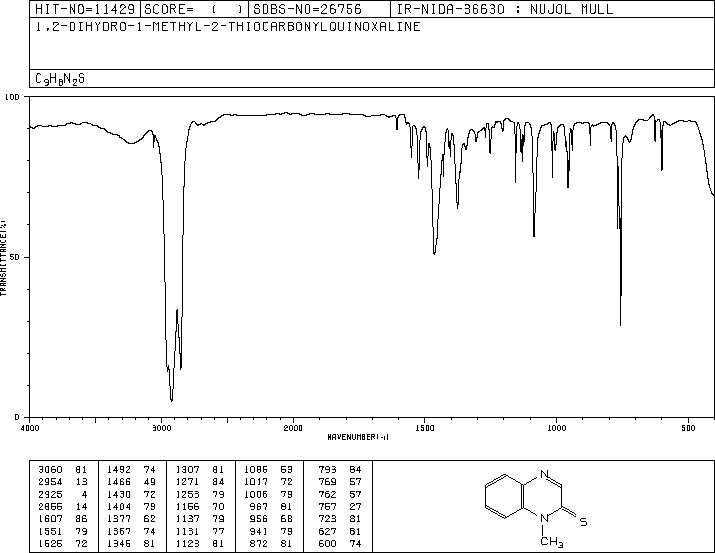 HIT-NO=11429 SCORE= ( ) SDBS-NO=26756 IR-NIDA-36630 : NUJOL MULL
1,2-DIHYDRO-1-METHYL-2-THIOCARBONYLQUINOXALINE
C9H8N2S
100
50
0
TRANSMITTANCE(%)
4000 3000 2000 1500 1000 500
WAVENUMBER(-1)
3060 81 1492 74 1307 81 1086 53 793 84
2954 13 1466 49 1271 84 1017 72 769 57
2925 4 1430 72 1253 79 1006 79 762 57
2855 14 1404 79 1156 70 967 81 757 27
1607 86 1377 62 1137 79 956 68 723 81
1551 79 1367 74 1131 77 941 79 627 81
1526 72 1346 81 1123 81 872 81 600 74
N
N S
CH3